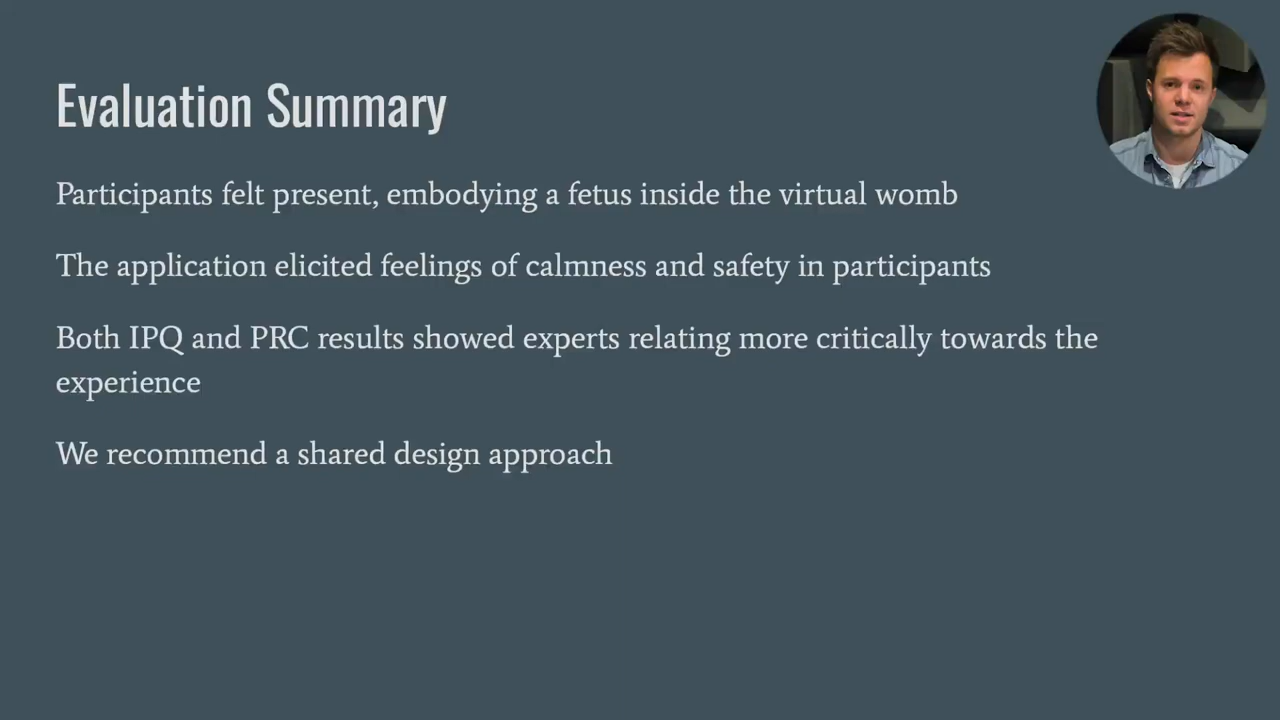 Evaluation Summary
Participants felt present, embodying a fetus inside the virtual womb
The application elicited feelings of calmness and safety in participants
Both IPQ and PRC results showed experts relating more critically towards the
experience
We recommend a shared design approach